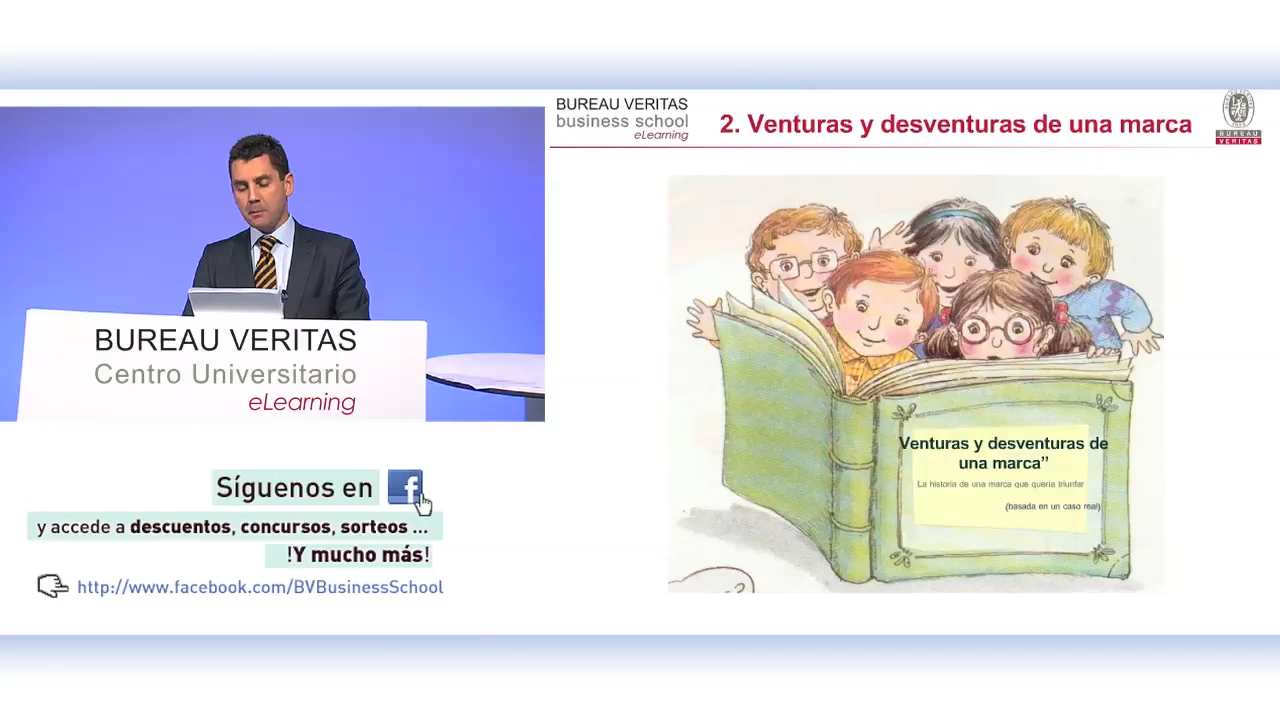 BUREAU VERITAS
Centro Universitario
eLearning
Síguenos en f
y accede a descuentos, concursos, sorteos ...
!Y mucho más!
http://www.facebook.com/BVBusinessSchool
BUREAU VERITAS
business school
eLearning
2. Venturas y desventuras de una marca
BUREAU
VERITAS
Venturas y desventuras de
una marca”
La historia de una marca que quería triunfar
(basada en un caso real)